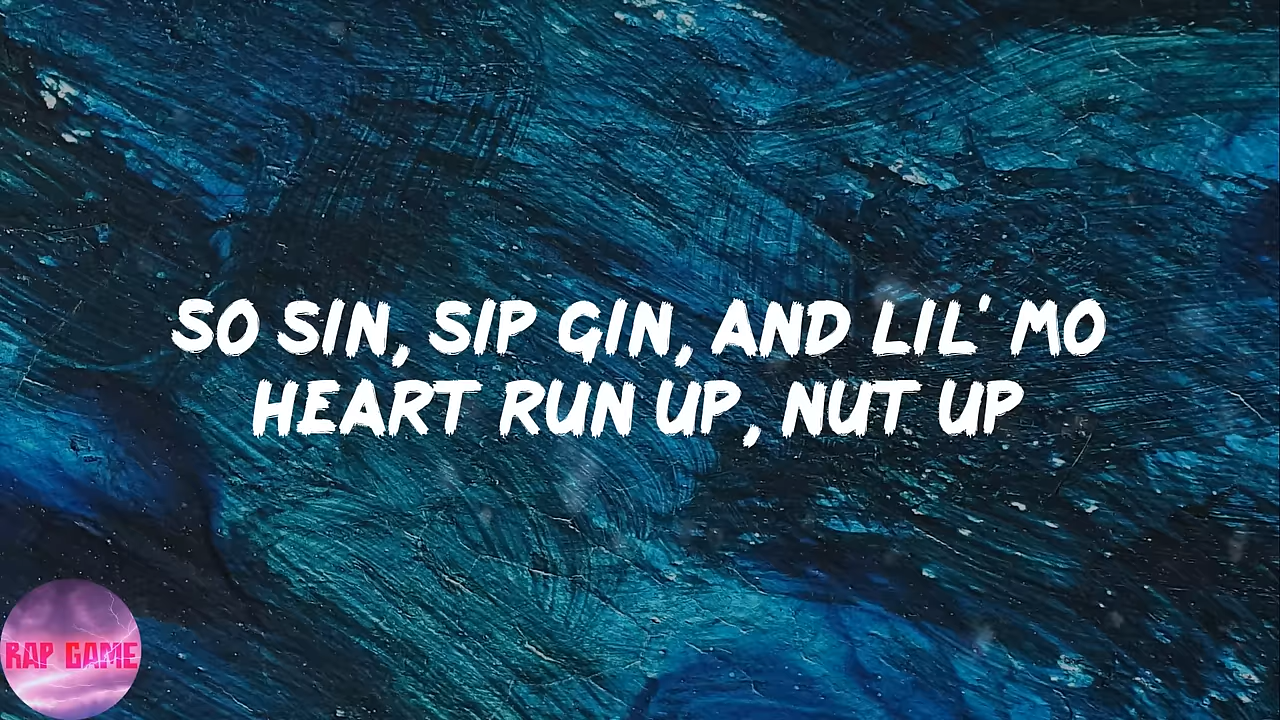 SO SIN, SIP GIN, AND LIL' MO
HEART RUN UP, NUT UP
RAP GAME